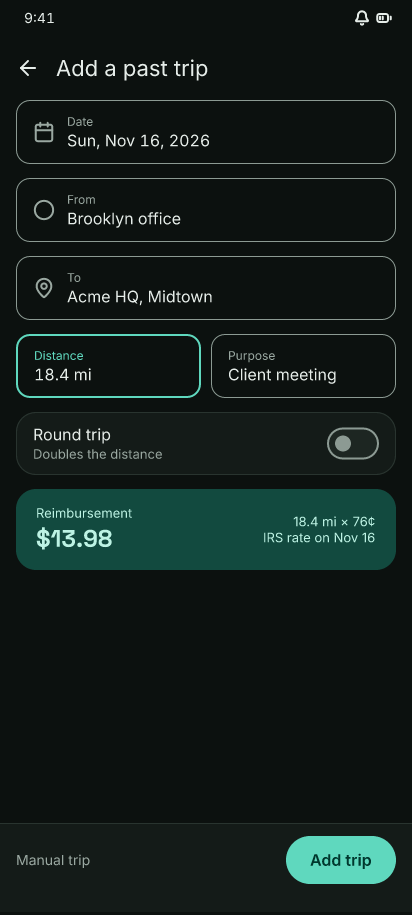 9:41
Add a past trip
Date
Sun, Nov 16, 2026
From
Brooklyn office
To
Acme HQ, Midtown
Distance
18.4 mi
Purpose
Client meeting
Round trip
Doubles the distance
Reimbursement
$13.98
18.4 mi × 76¢
IRS rate on Nov 16
Manual trip
Add trip